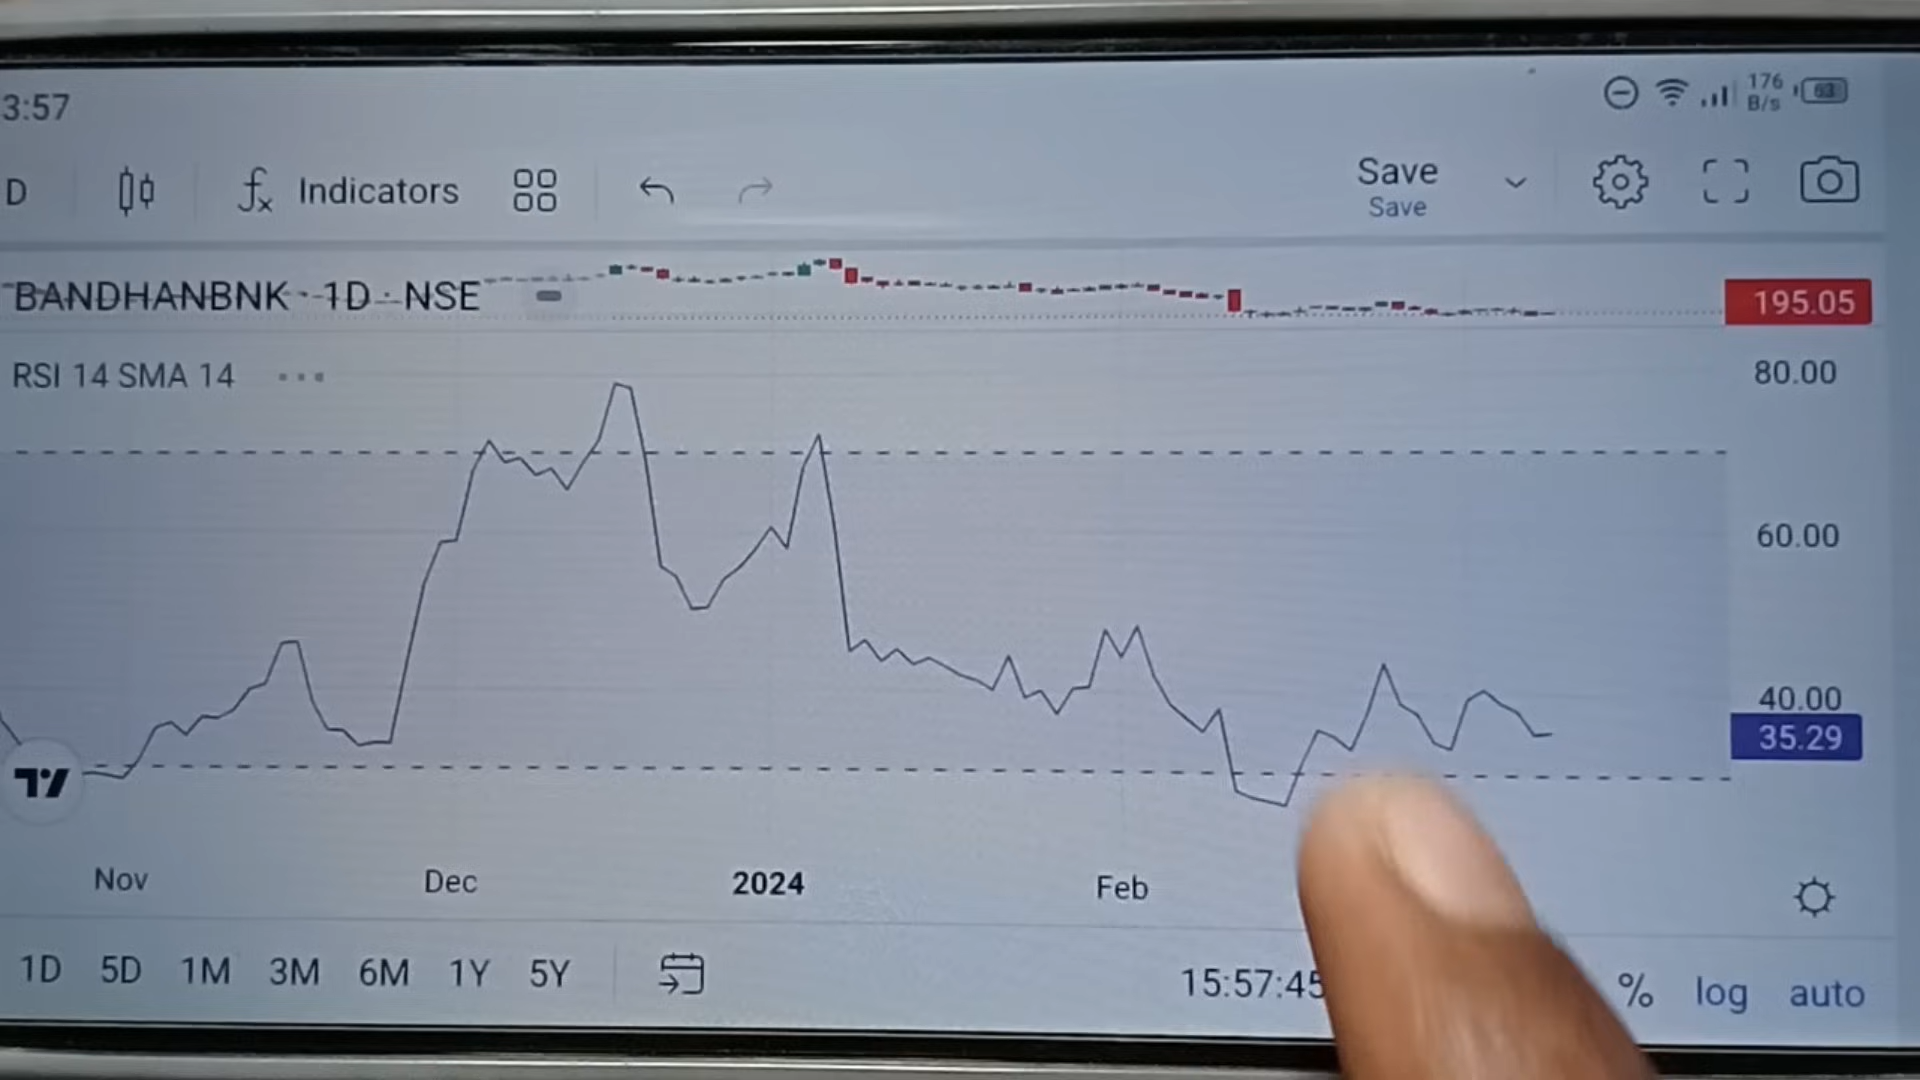 3:57
176
B/s
63
D
fx Indicators
Save
Save
BANDHANBNK · 1D · NSE
195.05
RSI 14 SMA 14
80.00
60.00
40.00
35.29
Nov Dec 2024 Feb
1D 5D 1M 3M 6M 1Y 5Y
15:57:45
% log auto